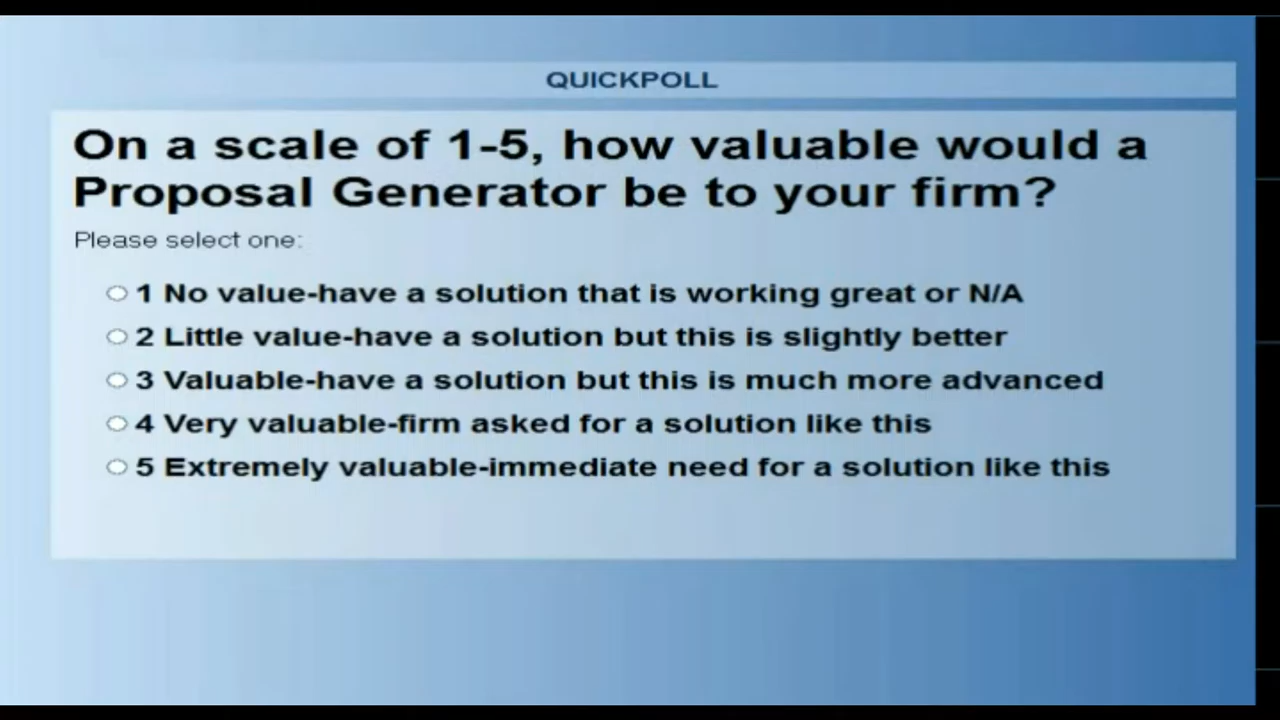 QUICKPOLL
On a scale of 1-5, how valuable would a
Proposal Generator be to your firm?
Please select one:
1 No value-have a solution that is working great or N/A
2 Little value-have a solution but this is slightly better
3 Valuable-have a solution but this is much more advanced
4 Very valuable-firm asked for a solution like this
5 Extremely valuable-immediate need for a solution like this